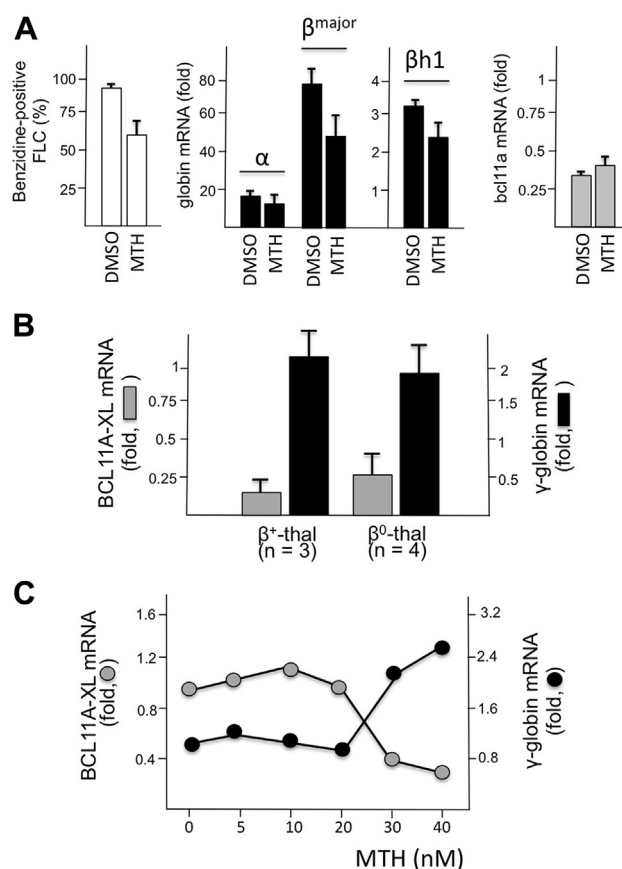 A
Benzidine-positive
FLC (%)
100
75
50
25
DMSO
MTH
globin mRNA (fold)
80
60
40
20
α
β major
DMSO
MTH
DMSO
MTH
βh1
4
3
2
1
DMSO
MTH
bcl11a mRNA (fold)
1
0.75
0.5
0.25
DMSO
MTH
B
BCL11A-XL mRNA
(fold, )
1
0.75
0.5
0.25
2
1.5
1
0.5
γ-globin mRNA
(fold, )
β+-thal
(n = 3)
β0-thal
(n = 4)
C
BCL11A-XL mRNA
(fold, )
1.6
1.2
0.8
0.4
3.2
2.4
1.6
0.8
γ-globin mRNA
(fold, )
0 5 10 20 30 40
MTH (nM)